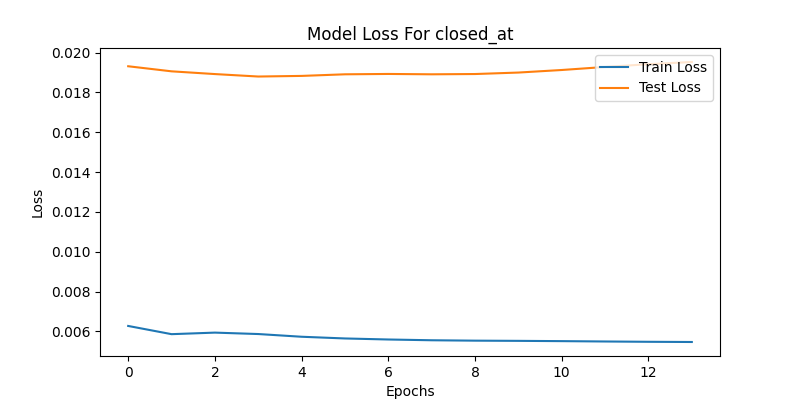 Model Loss For closed_at
0.020
0.018
0.016
0.014
0.012
0.010
0.008
0.006
Loss
Train Loss
Test Loss
0 2 4 6 8 10 12
Epochs